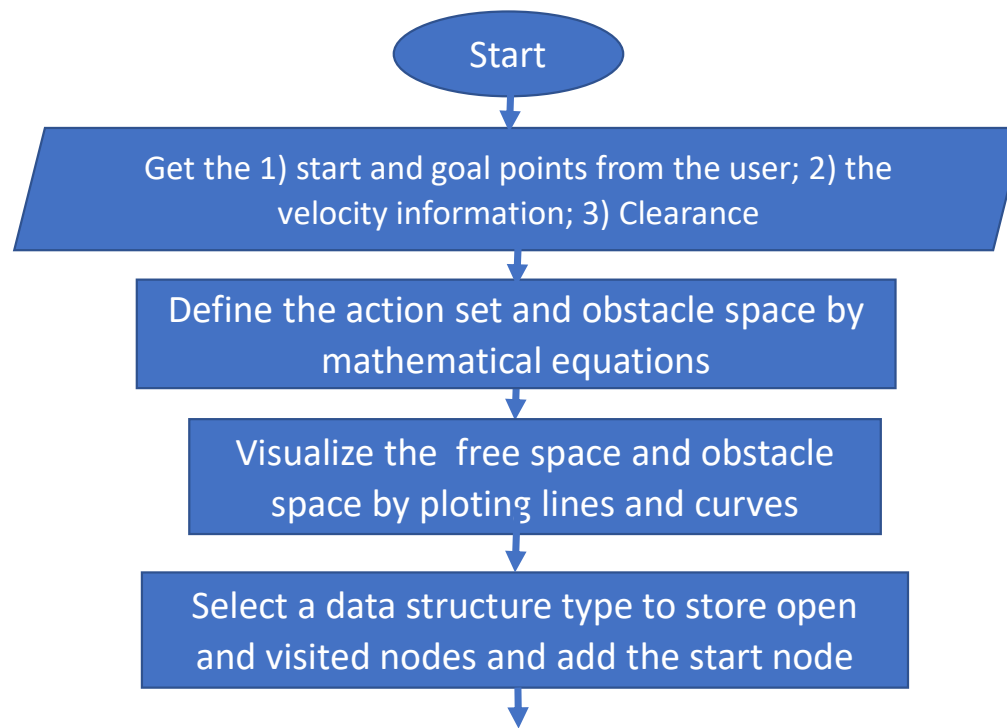 Start
Get the 1) start and goal points from the user; 2) the
velocity information; 3) Clearance
Define the action set and obstacle space by
mathematical equations
Visualize the  free space and obstacle
space by ploting lines and curves
Select a data structure type to store open
and visited nodes and add the start node